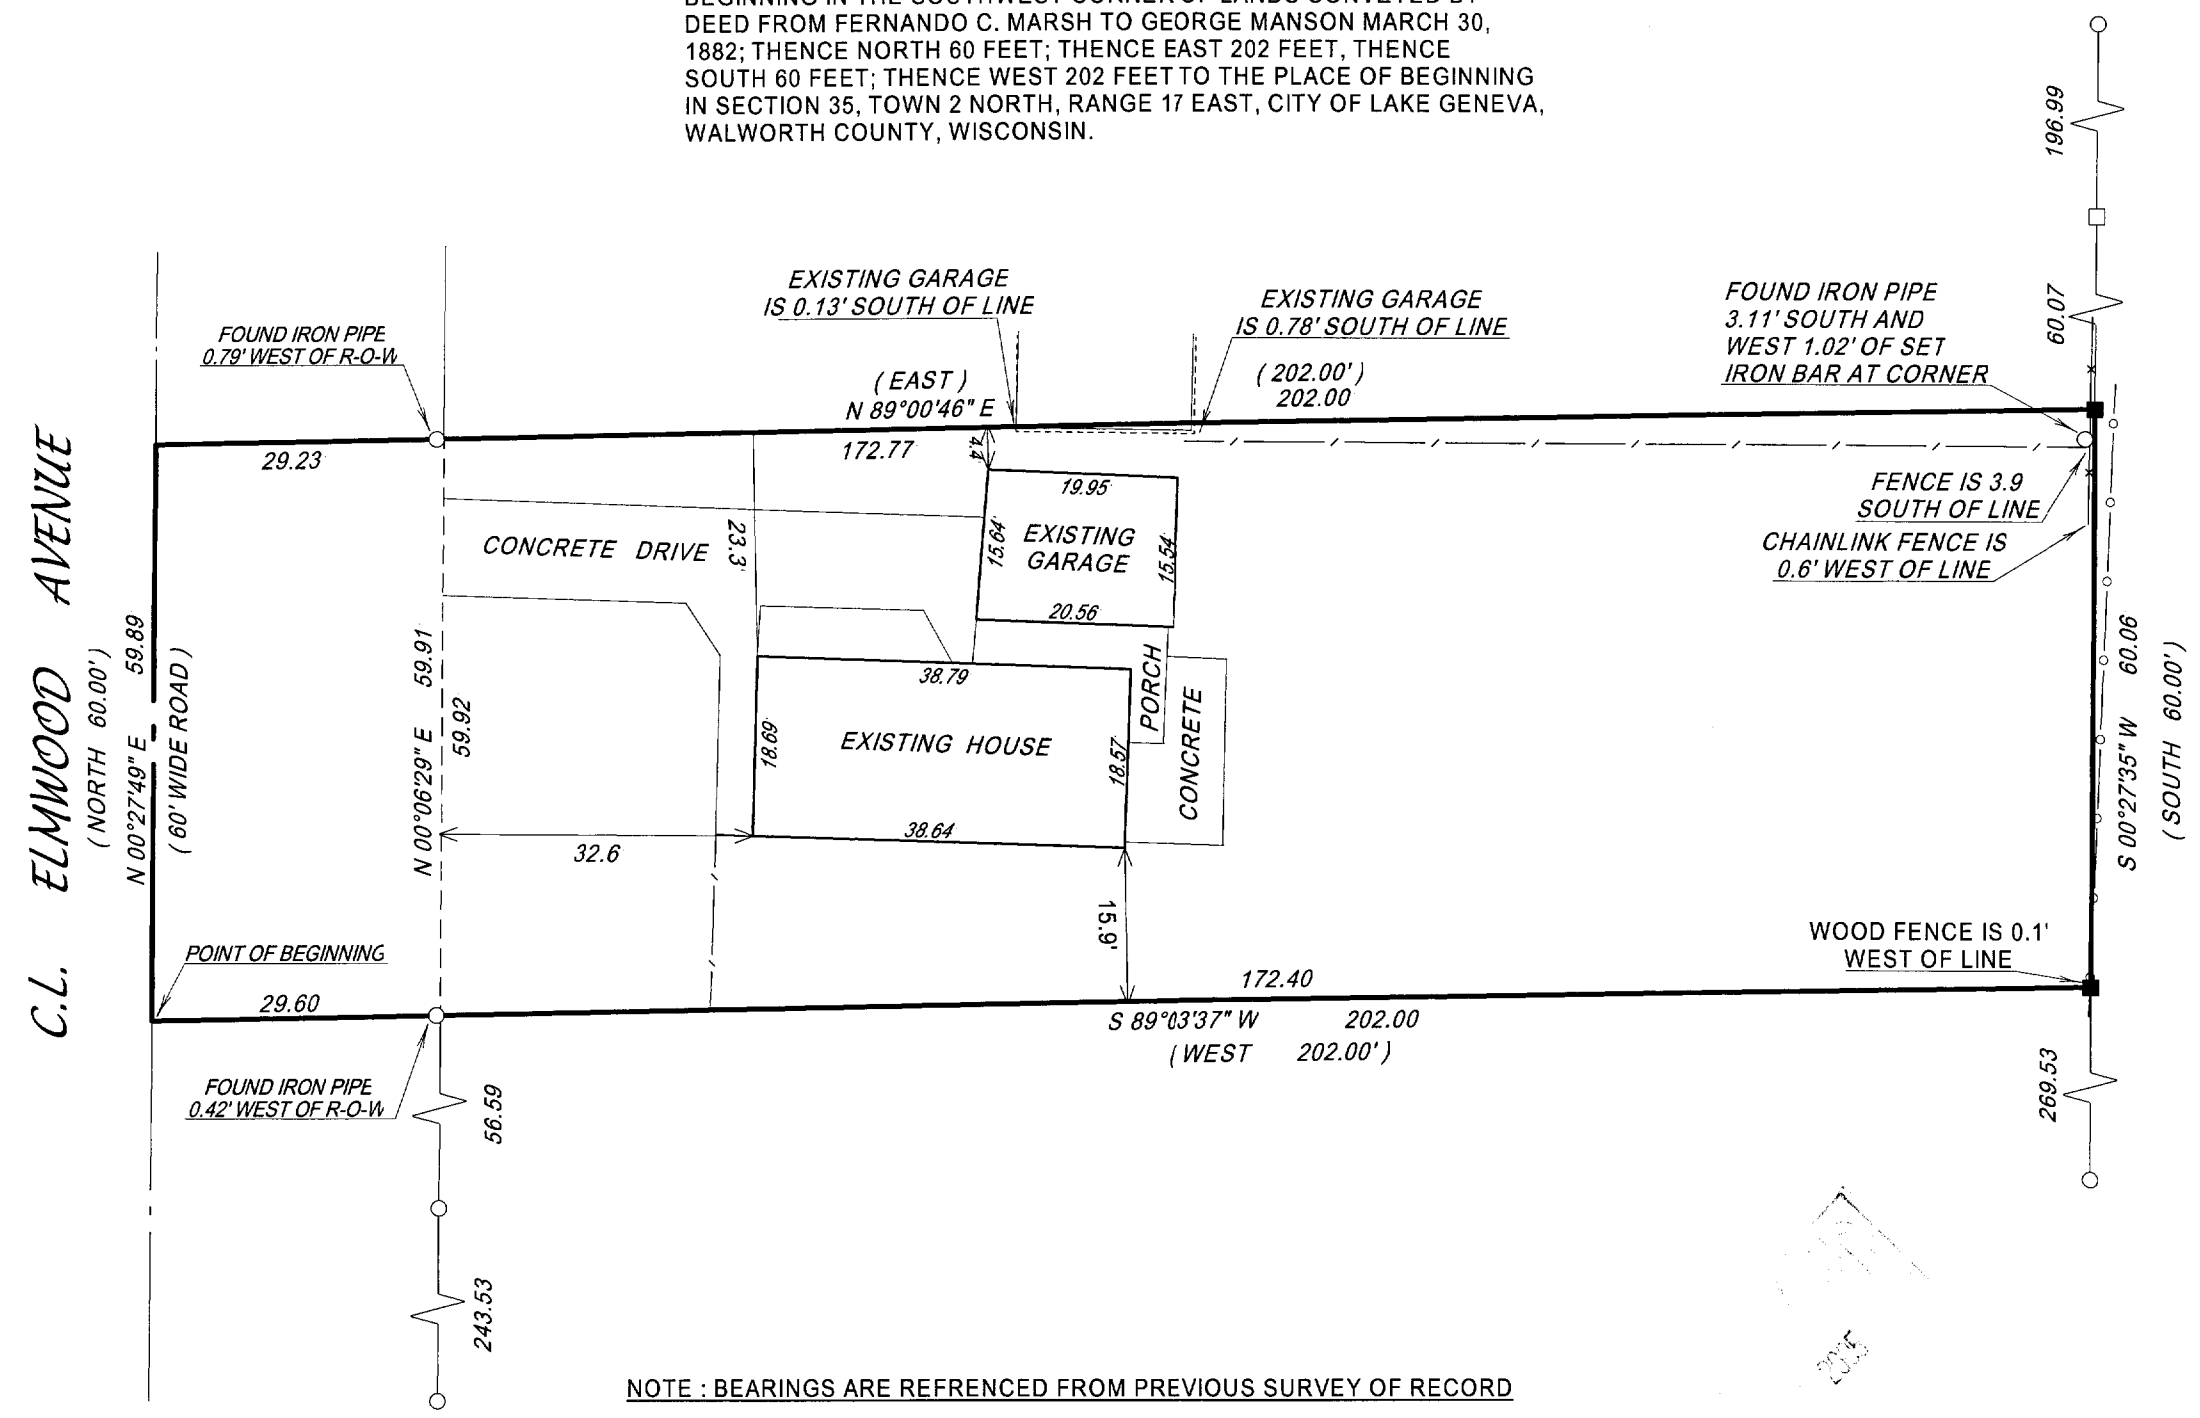 BEGINNING IN THE SOUTHWEST CORNER OF LANDS SURVEYED BY
DEED FROM FERNANDO C. MARSH TO GEORGE MANSON MARCH 30,
1882; THENCE NORTH 60 FEET; THENCE EAST 202 FEET, THENCE
SOUTH 60 FEET; THENCE WEST 202 FEET TO THE PLACE OF BEGINNING
IN SECTION 35, TOWN 2 NORTH, RANGE 17 EAST, CITY OF LAKE GENEVA,
WALWORTH COUNTY, WISCONSIN.
196.99
60.07
EXISTING GARAGE
IS 0.13' SOUTH OF LINE
EXISTING GARAGE
IS 0.78' SOUTH OF LINE
FOUND IRON PIPE
3.11' SOUTH AND
WEST 1.02' OF SET
IRON BAR AT CORNER
FOUND IRON PIPE
0.79' WEST OF R-O-W
( EAST )
N 89°00'46" E
( 202.00' )
202.00
29.23
172.77
4.4'
19.95'
EXISTING
GARAGE
15.64'
15.54'
20.56
FENCE IS 3.9
SOUTH OF LINE
CHAINLINK FENCE IS
0.6' WEST OF LINE
CONCRETE DRIVE
23.3'
C.L. ELMWOOD AVENUE
( NORTH 60.00' )
N 00°27'49" E 59.89
( 60' WIDE ROAD )
N 00°06'29" E 59.91
59.92
38.79
18.69'
EXISTING HOUSE
18.57'
38.64
PORCH
CONCRETE
32.6
15.9'
S 00°27'35" W 60.06
( SOUTH 60.00' )
POINT OF BEGINNING
WOOD FENCE IS 0.1'
WEST OF LINE
29.60
172.40
S 89°03'37" W 202.00
( WEST 202.00' )
FOUND IRON PIPE
0.42' WEST OF R-O-W
56.59
269.53
243.53
NOTE : BEARINGS ARE REFRENCED FROM PREVIOUS SURVEY OF RECORD